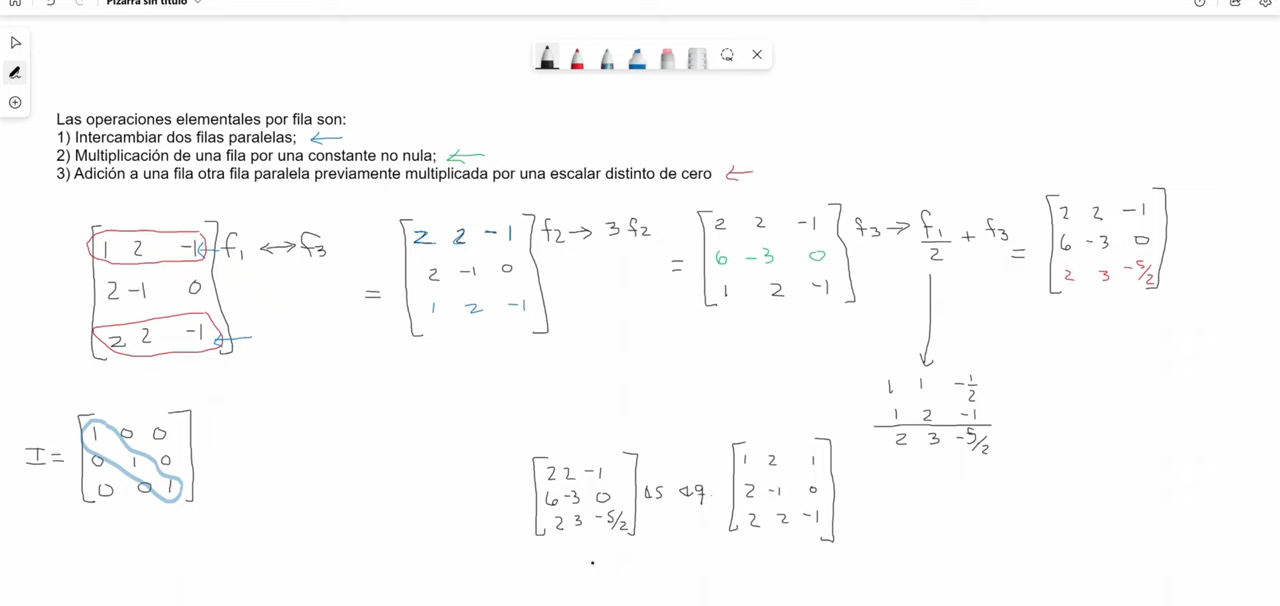 Pizarra sin título
Las operaciones elementales por fila son:
1) Intercambiar dos filas paralelas; ←
2) Multiplicación de una fila por una constante no nula; ←
3) Adición a una fila otra fila paralela previamente multiplicada por una escalar distinto de cero ←
1 2 -1 ← f₁ ↔ f₃
2 -1 0
2 2 -1 ←
=
2 2 -1 f₂ → 3 f₂
2 -1 0
1 2 -1
=
2 2 -1 f₃ → f₁/2 + f₃
6 -3 0
1 2 -1
=
2 2 -1
6 -3 0
2 3 -5/2
1 1 -1/2
1 2 -1
2 3 -5/2
I =
1 0 0
0 1 0
0 0 1
2 2 -1
6 -3 0
2 3 -5/2
1 2 1
2 -1 0
2 2 -1